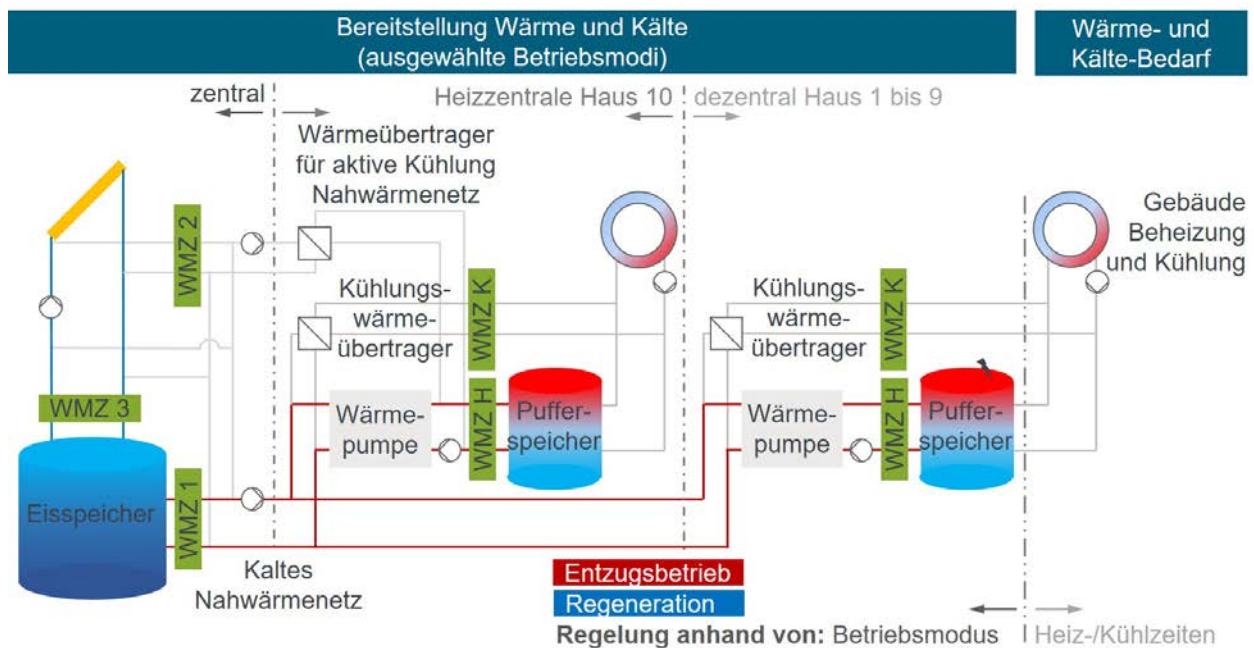 Bereitstellung Wärme und Kälte
(ausgewählte Betriebsmodi)
Wärme- und
Kälte-Bedarf
zentral
Heizzentrale Haus 10
dezentral Haus 1 bis 9
Wärmeübertrager
für aktive Kühlung
Nahwärmenetz
WMZ 2
Gebäude
Beheizung
und Kühlung
Kühlungs-
wärme-
übertrager
WMZ K
Kühlungs-
wärme-
übertrager
WMZ K
WMZ 3
Wärme-
pumpe
WMZ H
Puffer-
speicher
Wärme-
pumpe
WMZ H
Puffer-
speicher
Eisspeicher
WMZ 1
Kaltes
Nahwärmenetz
Entzugsbetrieb
Regeneration
Regelung anhand von: Betriebsmodus
Heiz-/Kühlzeiten